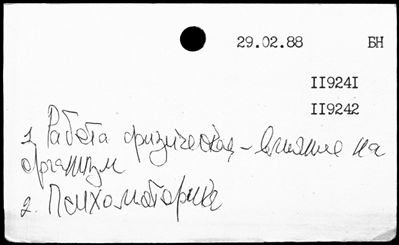 29.02.88 БН
II924I
II9242
1. Работа физическая – влияние на
организм
2. Психомоторика